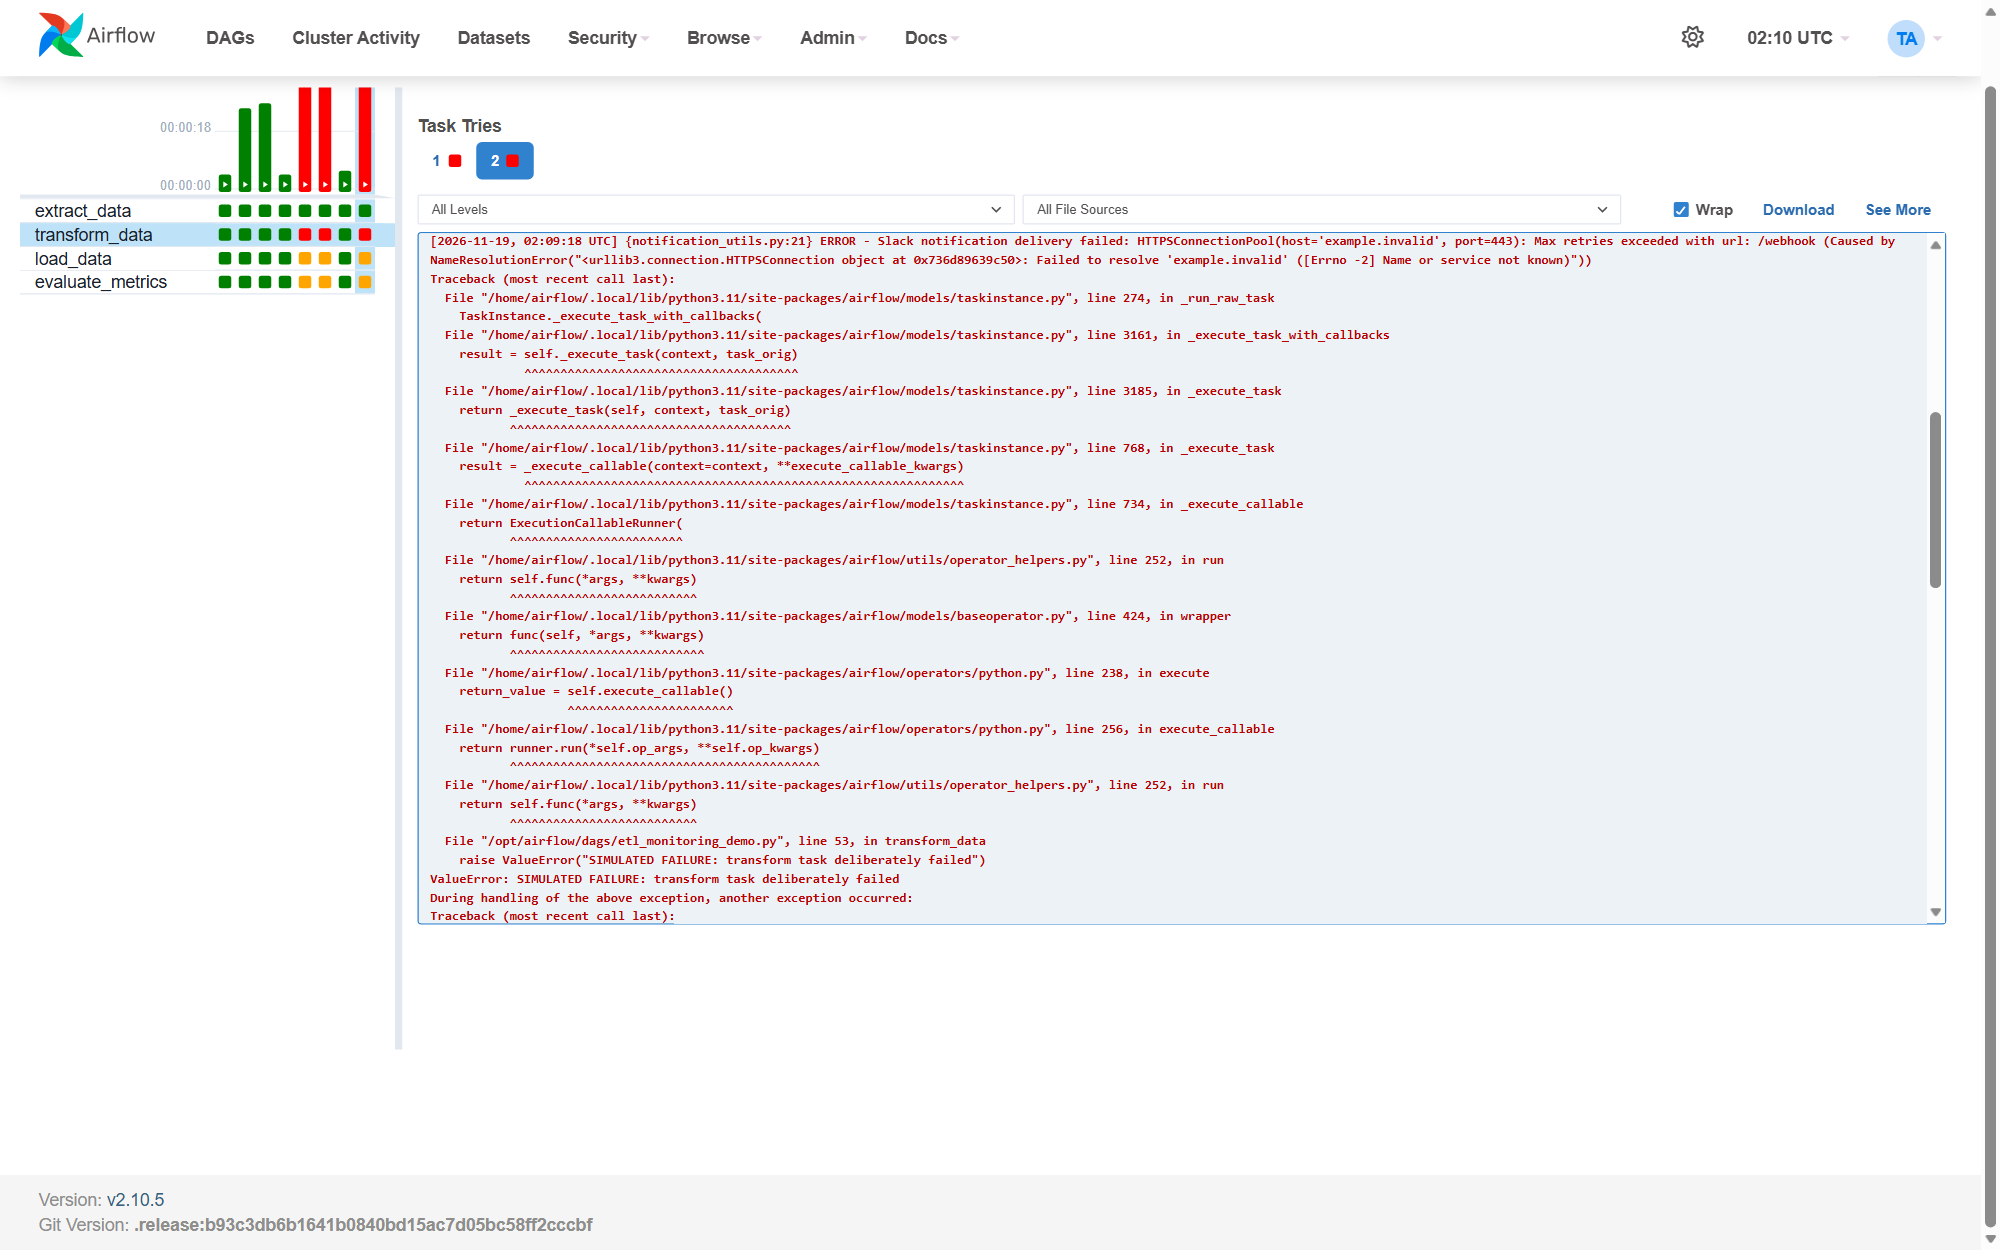 Airflow DAGs Cluster Activity Datasets Security Browse Admin Docs 02:10 UTC TA
00:00:18
00:00:00
extract_data
transform_data
load_data
evaluate_metrics
Task Tries
1 2
All Levels All File Sources Wrap Download See More
[2026-11-19, 02:09:18 UTC] {notification_utils.py:21} ERROR - Slack notification delivery failed: HTTPSConnectionPool(host='example.invalid', port=443): Max retries exceeded with url: /webhook (Caused by
NameResolutionError("<urllib3.connection.HTTPSConnection object at 0x736d89639c50>: Failed to resolve 'example.invalid' ([Errno -2] Name or service not known)"))
Traceback (most recent call last):
  File "/home/airflow/.local/lib/python3.11/site-packages/airflow/models/taskinstance.py", line 274, in _run_raw_task
    TaskInstance._execute_task_with_callbacks(
  File "/home/airflow/.local/lib/python3.11/site-packages/airflow/models/taskinstance.py", line 3161, in _execute_task_with_callbacks
    result = self._execute_task(context, task_orig)
             ^^^^^^^^^^^^^^^^^^^^^^^^^^^^^^^^^^^^^^
  File "/home/airflow/.local/lib/python3.11/site-packages/airflow/models/taskinstance.py", line 3185, in _execute_task
    return _execute_task(self, context, task_orig)
           ^^^^^^^^^^^^^^^^^^^^^^^^^^^^^^^^^^^^^^^
  File "/home/airflow/.local/lib/python3.11/site-packages/airflow/models/taskinstance.py", line 768, in _execute_task
    result = _execute_callable(context=context, **execute_callable_kwargs)
             ^^^^^^^^^^^^^^^^^^^^^^^^^^^^^^^^^^^^^^^^^^^^^^^^^^^^^^^^^^^^^
  File "/home/airflow/.local/lib/python3.11/site-packages/airflow/models/taskinstance.py", line 734, in _execute_callable
    return ExecutionCallableRunner(
           ^^^^^^^^^^^^^^^^^^^^^^^^
  File "/home/airflow/.local/lib/python3.11/site-packages/airflow/utils/operator_helpers.py", line 252, in run
    return self.func(*args, **kwargs)
           ^^^^^^^^^^^^^^^^^^^^^^^^^^
  File "/home/airflow/.local/lib/python3.11/site-packages/airflow/models/baseoperator.py", line 424, in wrapper
    return func(self, *args, **kwargs)
           ^^^^^^^^^^^^^^^^^^^^^^^^^^^
  File "/home/airflow/.local/lib/python3.11/site-packages/airflow/operators/python.py", line 238, in execute
    return_value = self.execute_callable()
                   ^^^^^^^^^^^^^^^^^^^^^^^
  File "/home/airflow/.local/lib/python3.11/site-packages/airflow/operators/python.py", line 256, in execute_callable
    return runner.run(*self.op_args, **self.op_kwargs)
           ^^^^^^^^^^^^^^^^^^^^^^^^^^^^^^^^^^^^^^^^^^^
  File "/home/airflow/.local/lib/python3.11/site-packages/airflow/utils/operator_helpers.py", line 252, in run
    return self.func(*args, **kwargs)
           ^^^^^^^^^^^^^^^^^^^^^^^^^^
  File "/opt/airflow/dags/etl_monitoring_demo.py", line 53, in transform_data
    raise ValueError("SIMULATED FAILURE: transform task deliberately failed")
ValueError: SIMULATED FAILURE: transform task deliberately failed
During handling of the above exception, another exception occurred:
Traceback (most recent call last):
Version: v2.10.5
Git Version: .release:b93c3db6b1641b0840bd15ac7d05bc58ff2cccbf